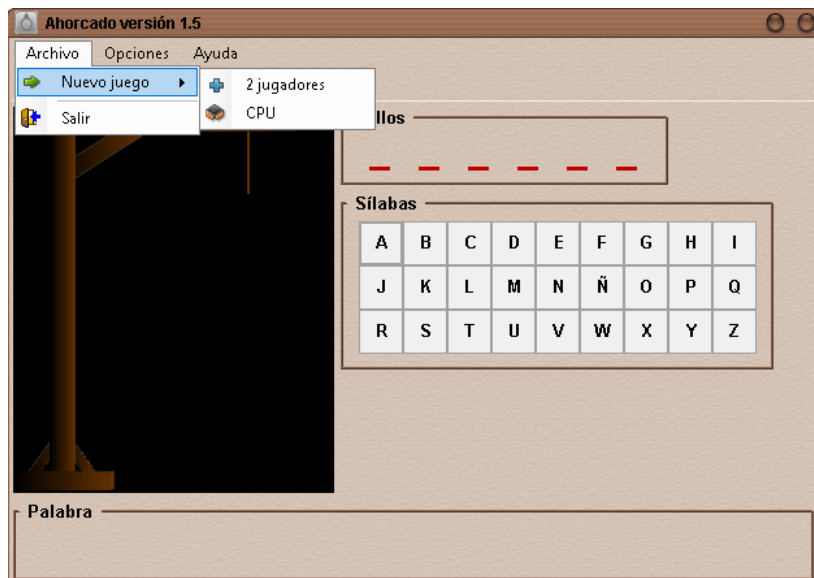 Ahorcado versión 1.5
Archivo Opciones Ayuda
Nuevo juego 2 jugadores
Salir CPU
llos
Sílabas
A B C D E F G H I
J K L M N Ñ O P Q
R S T U V W X Y Z
Palabra